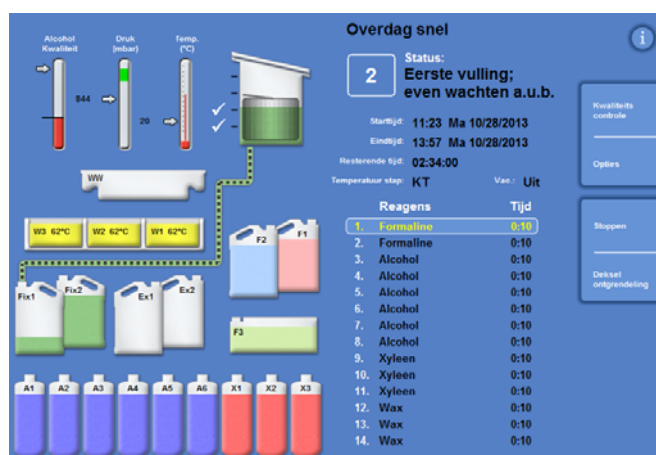 Overdag snel
i
Alcohol
Kwaliteit
Druk
(mbar)
Temp.
(°C)
844
20
2
Status:
Eerste vulling;
even wachten a.u.b.
Starttijd: 11:23 Ma 10/28/2013
Eindtijd: 13:57 Ma 10/28/2013
Resterende tijd: 02:34:00
Temperatuur stap: KT Vac.: Uit
Kwaliteits
controle
Opties
Stoppen
Deksel
ontgrendeling
WW
W3 62°C W2 62°C W1 62°C
F2 F1
Fix1 Fix2 Ex1 Ex2
F3
A1 A2 A3 A4 A5 A6 X1 X2 X3
Reagens Tijd
1. Formaline 0:10
2. Formaline 0:10
3. Alcohol 0:10
4. Alcohol 0:10
5. Alcohol 0:10
6. Alcohol 0:10
7. Alcohol 0:10
8. Alcohol 0:10
9. Xyleen 0:10
10. Xyleen 0:10
11. Xyleen 0:10
12. Wax 0:10
13. Wax 0:10
14. Wax 0:10